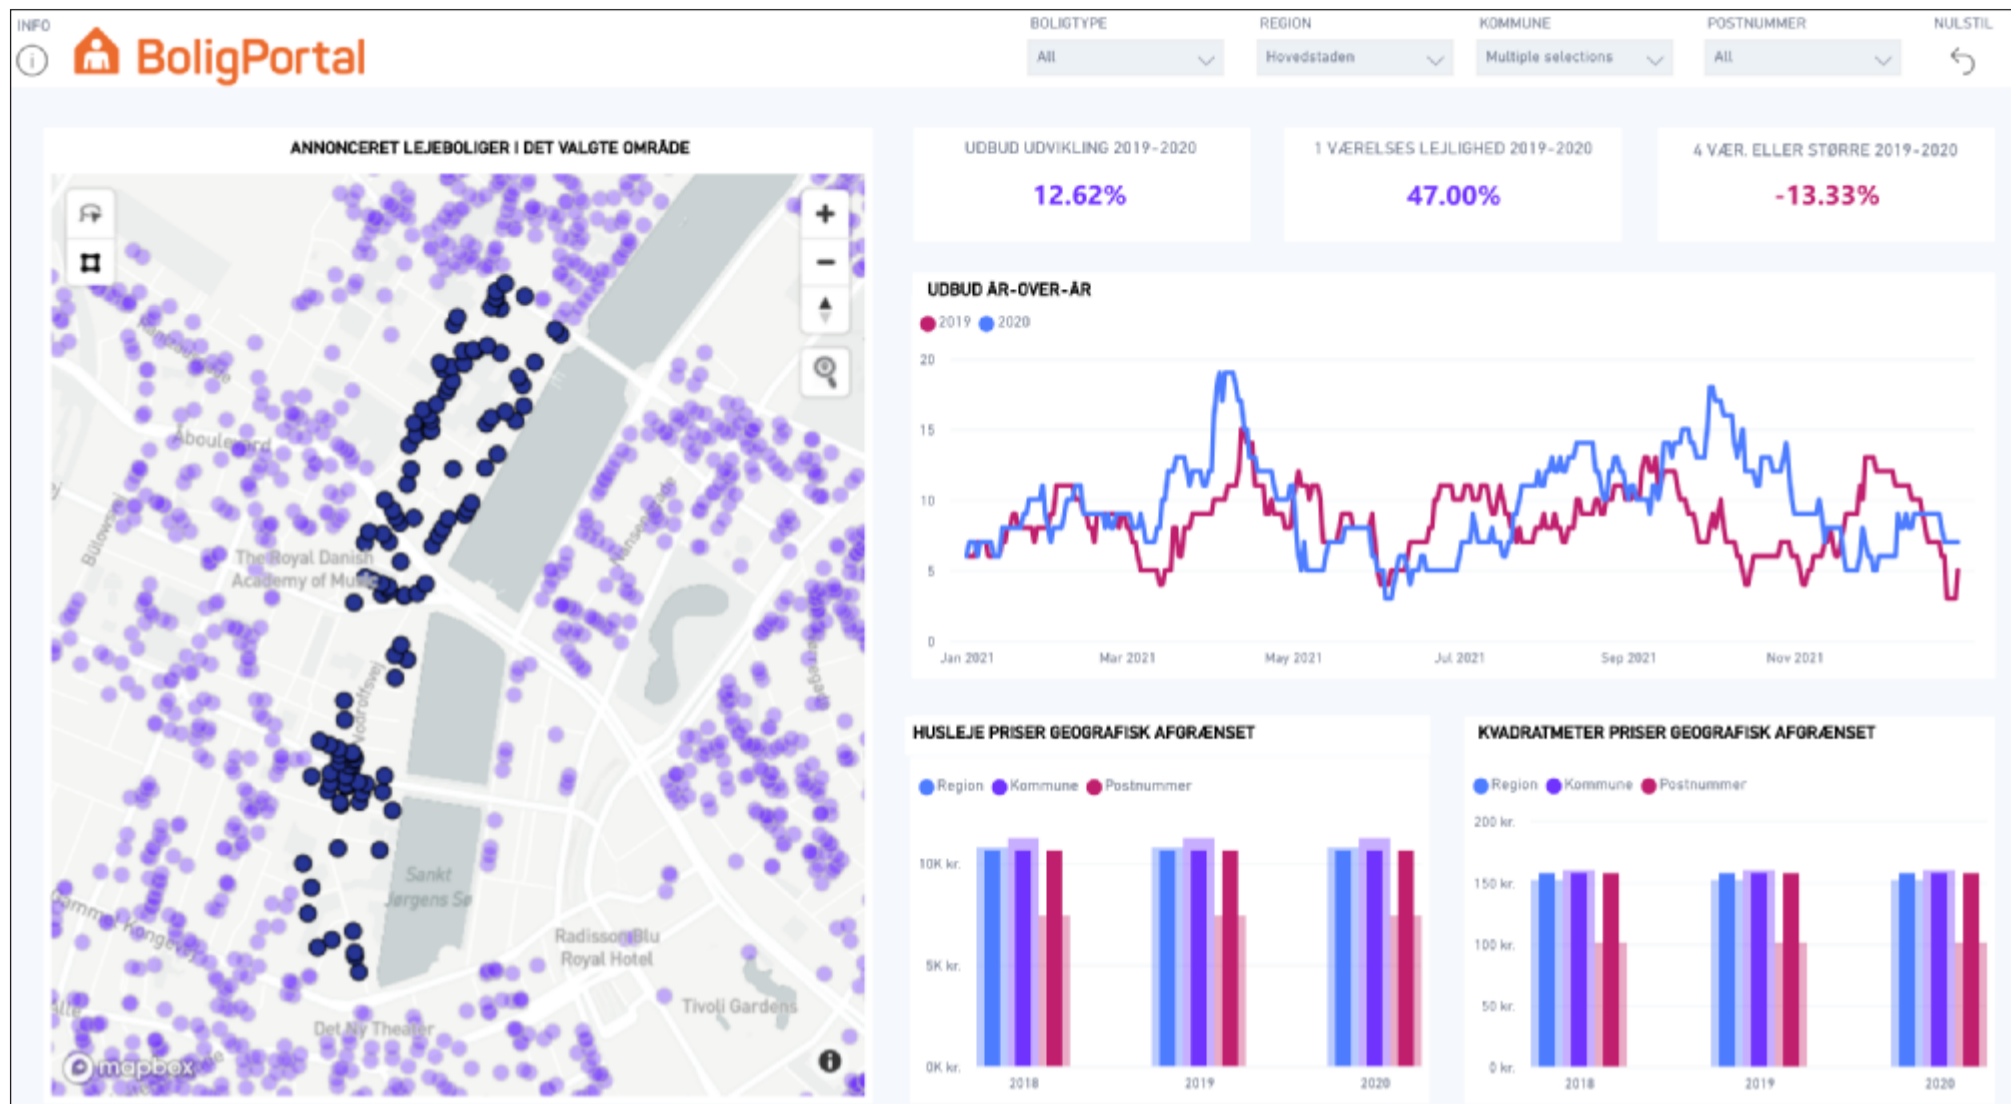 INFO
BoligPortal
BOLIGTYPE
All
REGION
Hovedstaden
KOMMUNE
Multiple selections
POSTNUMMER
All
NULSTIL
ANNONCERET LEJEBOLIGER I DET VALGTE OMRÅDE
Åboulevard
Bülowsvej
The Royal Danish
Academy of Music
Sankt
Jørgens Sø
Gammel Kongevej
Radisson Blu
Royal Hotel
Tivoli Gardens
Det Ny Theater
mapbox
UDBUD UDVIKLING 2019-2020
12.62%
1 VÆRELSES LEJLIGHED 2019-2020
47.00%
4 VÆR. ELLER STØRRE 2019-2020
-13.33%
UDBUD ÅR-OVER-ÅR
2019 2020
20
15
10
5
0
Jan 2021 Mar 2021 May 2021 Jul 2021 Sep 2021 Nov 2021
HUSLEJE PRISER GEOGRAFISK AFGRÆNSET
Region Kommune Postnummer
10K kr.
5K kr.
0K kr.
2018 2019 2020
KVADRATMETER PRISER GEOGRAFISK AFGRÆNSET
Region Kommune Postnummer
200 kr.
150 kr.
100 kr.
50 kr.
0 kr.
2018 2019 2020